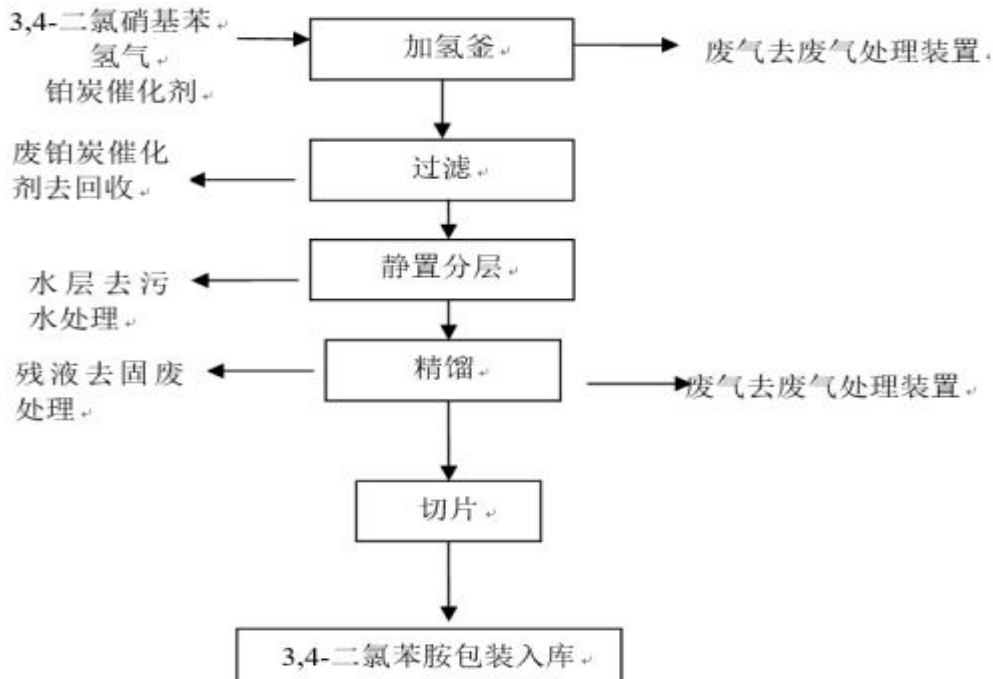 3,4-二氯硝基苯
氢气
铂炭催化剂
加氢釜
废气去废气处理装置
废铂炭催化
剂去回收
过滤
静置分层
水层去污
水处理
精馏
残液去固废
处理
废气去废气处理装置
切片
3,4-二氯苯胺包装入库